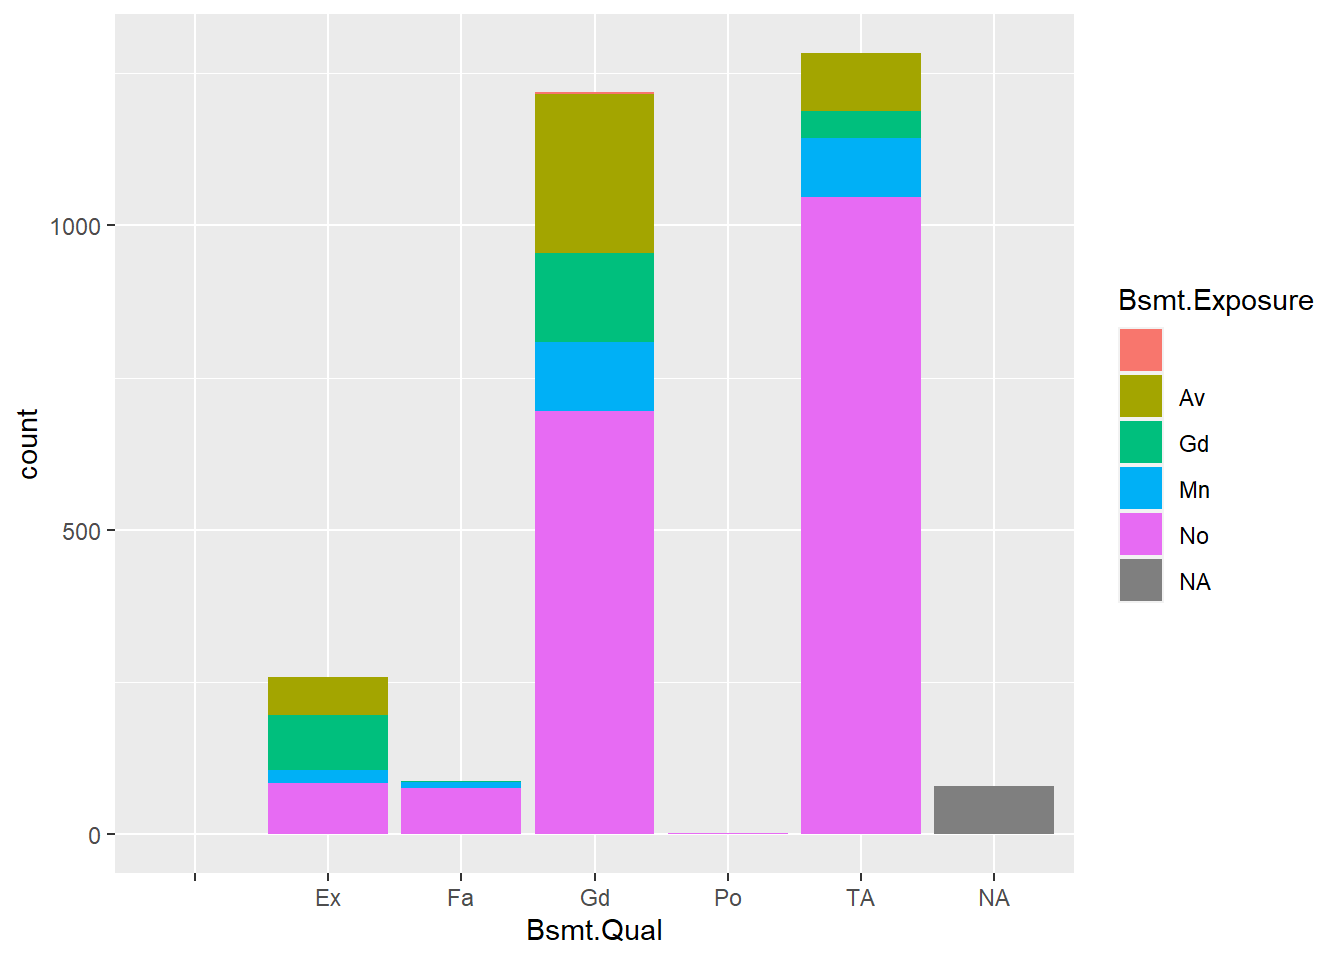 1000
500
0
count
Ex Fa Gd Po TA NA
Bsmt.Qual
Bsmt.Exposure
Av
Gd
Mn
No
NA